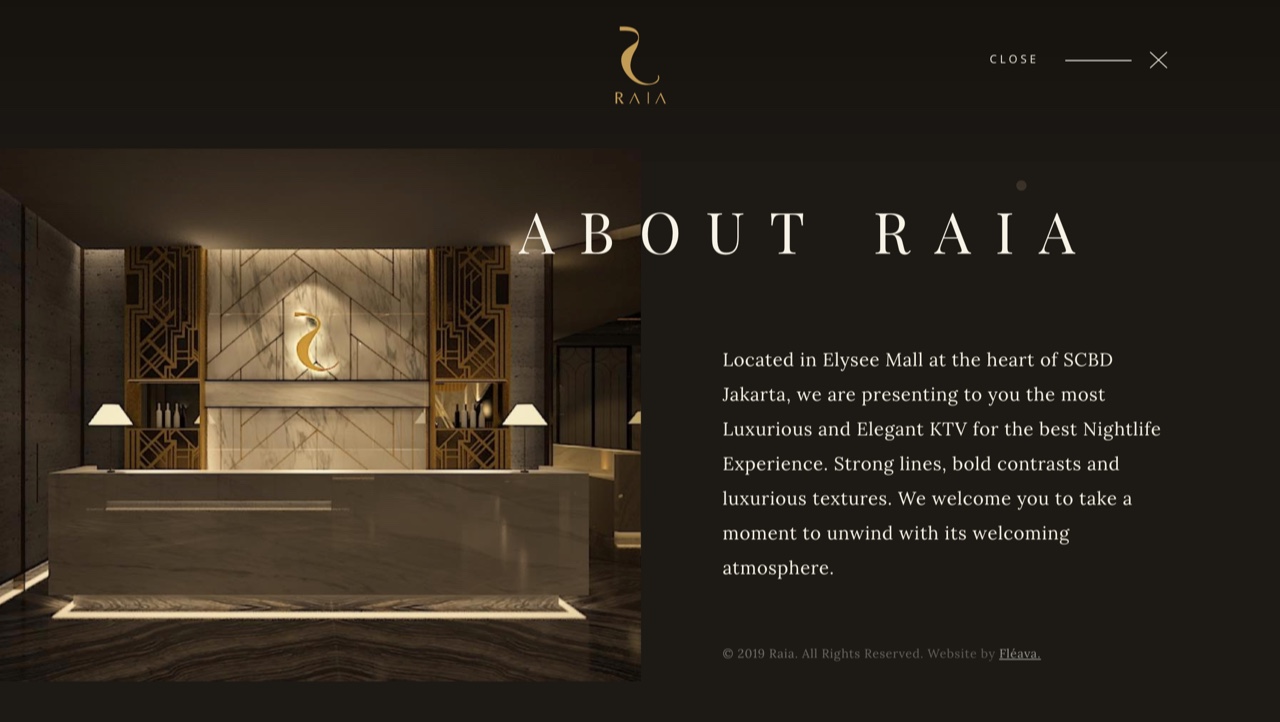 RAIA
CLOSE
ABOUT RAIA
Located in Elysee Mall at the heart of SCBD
Jakarta, we are presenting to you the most
Luxurious and Elegant KTV for the best Nightlife
Experience. Strong lines, bold contrasts and
luxurious textures. We welcome you to take a
moment to unwind with its welcoming
atmosphere.
© 2019 Raia. All Rights Reserved. Website by Fléava.